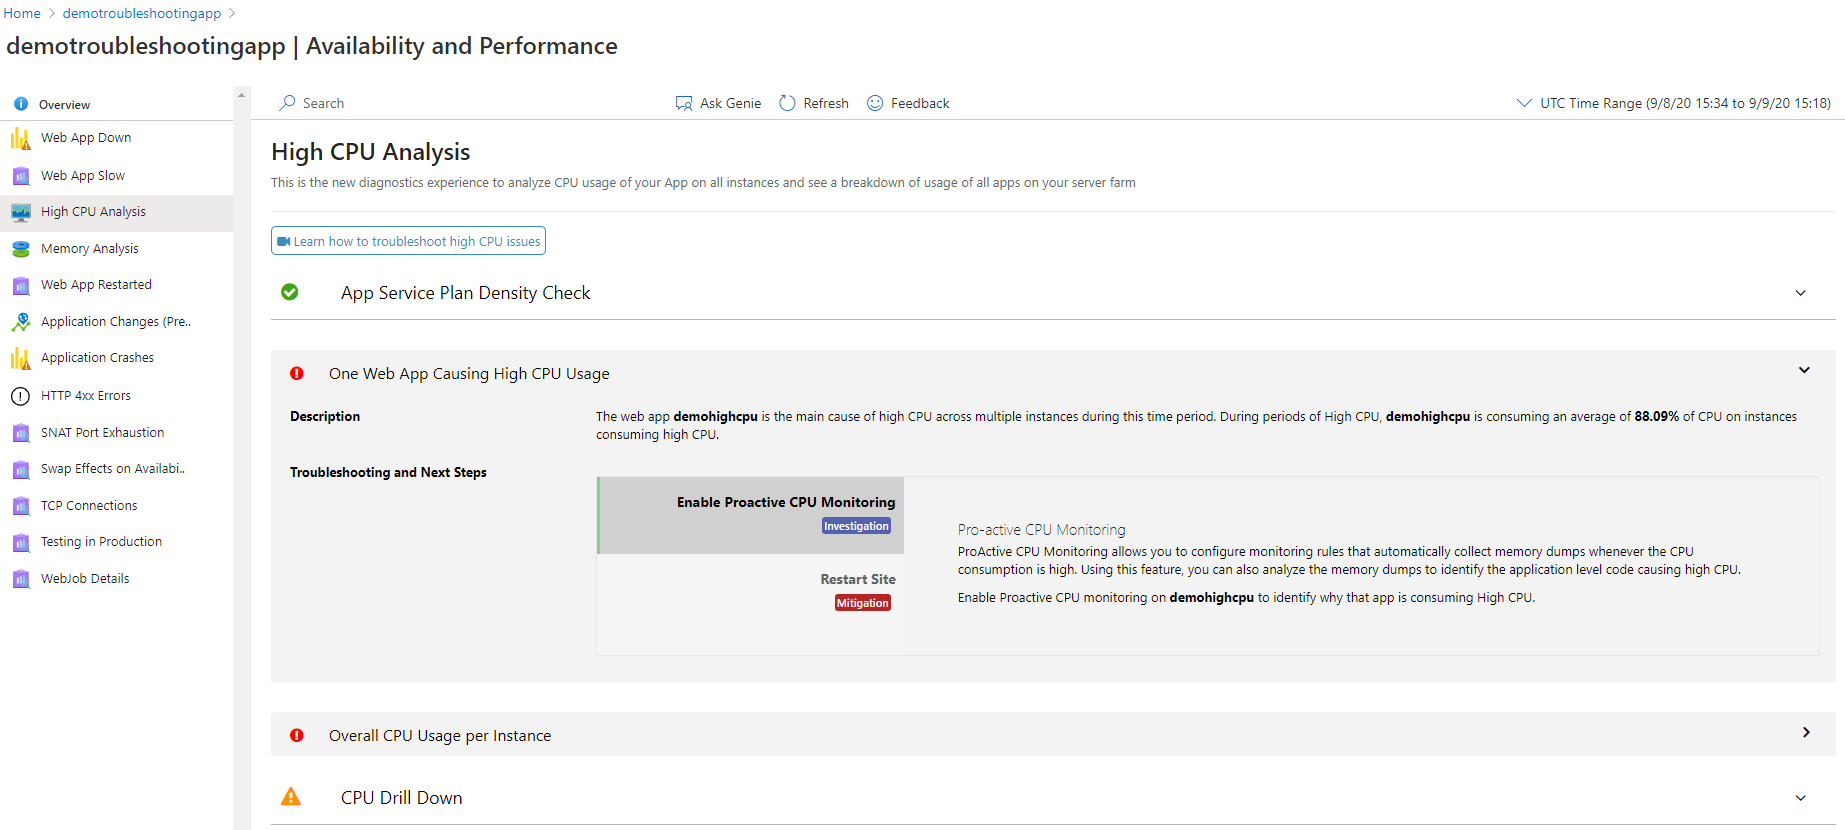 Home > demotroubleshootingapp >
demotroubleshootingapp | Availability and Performance
Overview
Web App Down
Web App Slow
High CPU Analysis
Memory Analysis
Web App Restarted
Application Changes (Pre..
Application Crashes
HTTP 4xx Errors
SNAT Port Exhaustion
Swap Effects on Availabi..
TCP Connections
Testing in Production
WebJob Details
Search
Ask Genie
Refresh
Feedback
UTC Time Range (9/8/20 15:34 to 9/9/20 15:18)
High CPU Analysis
This is the new diagnostics experience to analyze CPU usage of your App on all instances and see a breakdown of usage of all apps on your server farm
Learn how to troubleshoot high CPU issues
App Service Plan Density Check
One Web App Causing High CPU Usage
Description
The web app demohighcpu is the main cause of high CPU across multiple instances during this time period. During periods of High CPU, demohighcpu is consuming an average of 88.09% of CPU on instances
consuming high CPU.
Troubleshooting and Next Steps
Enable Proactive CPU Monitoring
Investigation
Restart Site
Mitigation
Pro-active CPU Monitoring
ProActive CPU Monitoring allows you to configure monitoring rules that automatically collect memory dumps whenever the CPU
consumption is high. Using this feature, you can also analyze the memory dumps to identify the application level code causing high CPU.
Enable Proactive CPU monitoring on demohighcpu to identify why that app is consuming High CPU.
Overall CPU Usage per Instance
CPU Drill Down